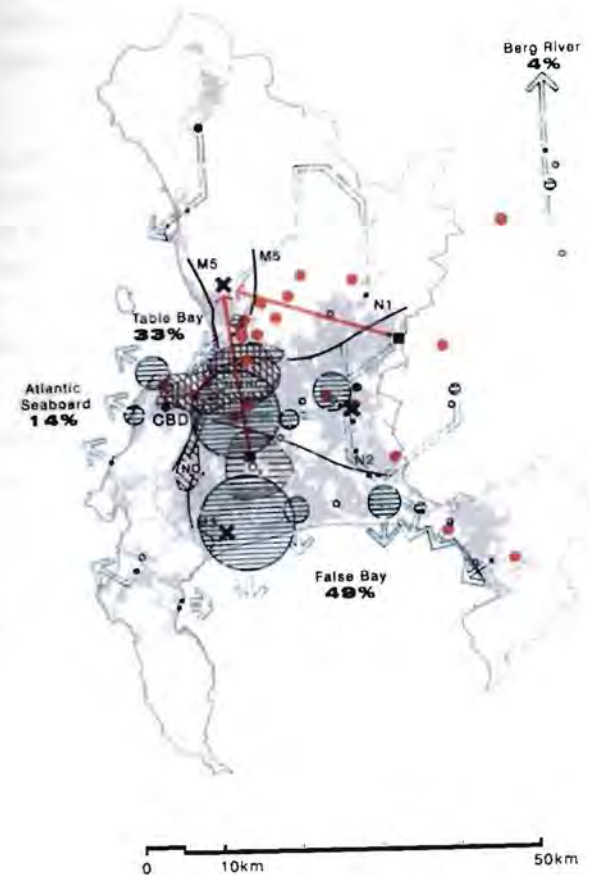 Berg River
4%
M5
M5
N1
Table Bay
33%
Atlantic
Seaboard
14%
CBD
N2
NO
False Bay
49%
0
10km
50km